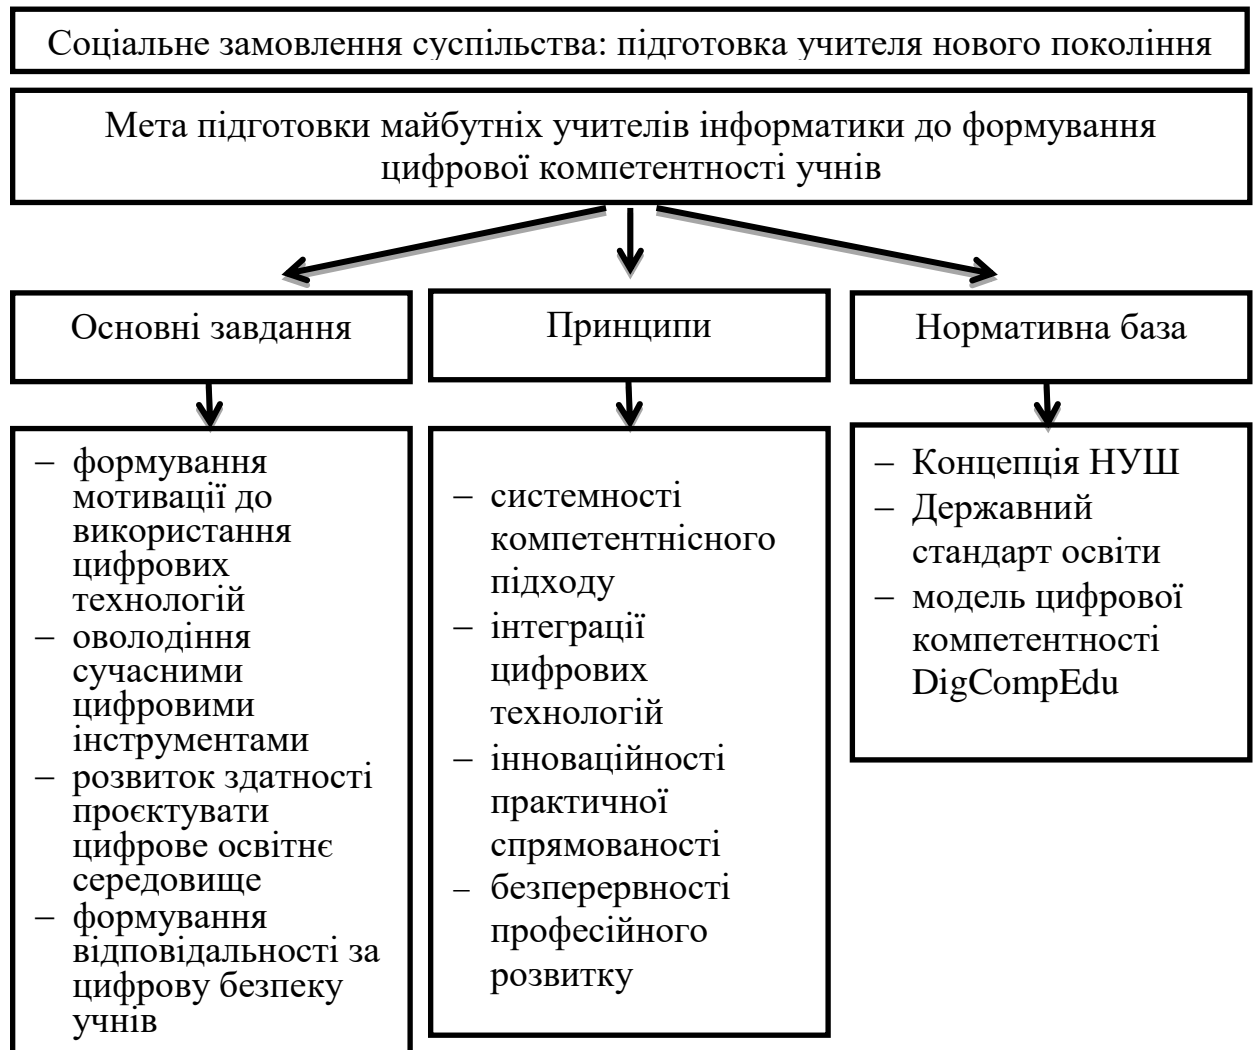 Соціальне замовлення суспільства: підготовка учителя нового покоління
Мета підготовки майбутніх учителів інформатики до формування
цифрової компетентності учнів
Основні завдання
Принципи
Нормативна база
– формування
мотивації до
використання
цифрових
технологій
– оволодіння
сучасними
цифровими
інструментами
– розвиток здатності
проєктувати
цифрове освітнє
середовище
– формування
відповідальності за
цифрову безпеку
учнів
– системності
компетентнісного
підходу
– інтеграції
цифрових
технологій
– інноваційності
практичної
спрямованості
– безперервності
професійного
розвитку
– Концепція НУШ
– Державний
стандарт освіти
– модель цифрової
компетентності
DigCompEdu